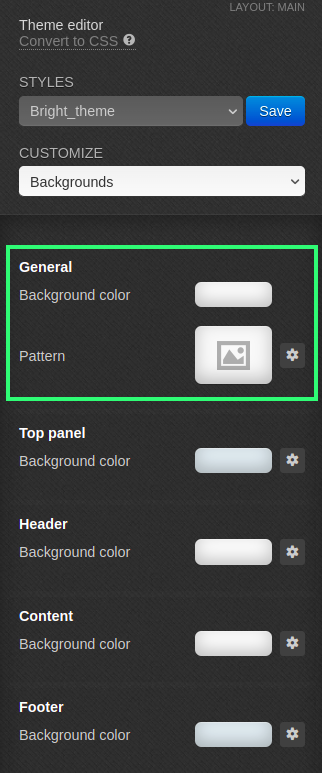 LAYOUT: MAIN
Theme editor
Convert to CSS ?
STYLES
Bright_theme
Save
CUSTOMIZE
Backgrounds
General
Background color
Pattern
Top panel
Background color
Header
Background color
Content
Background color
Footer
Background color